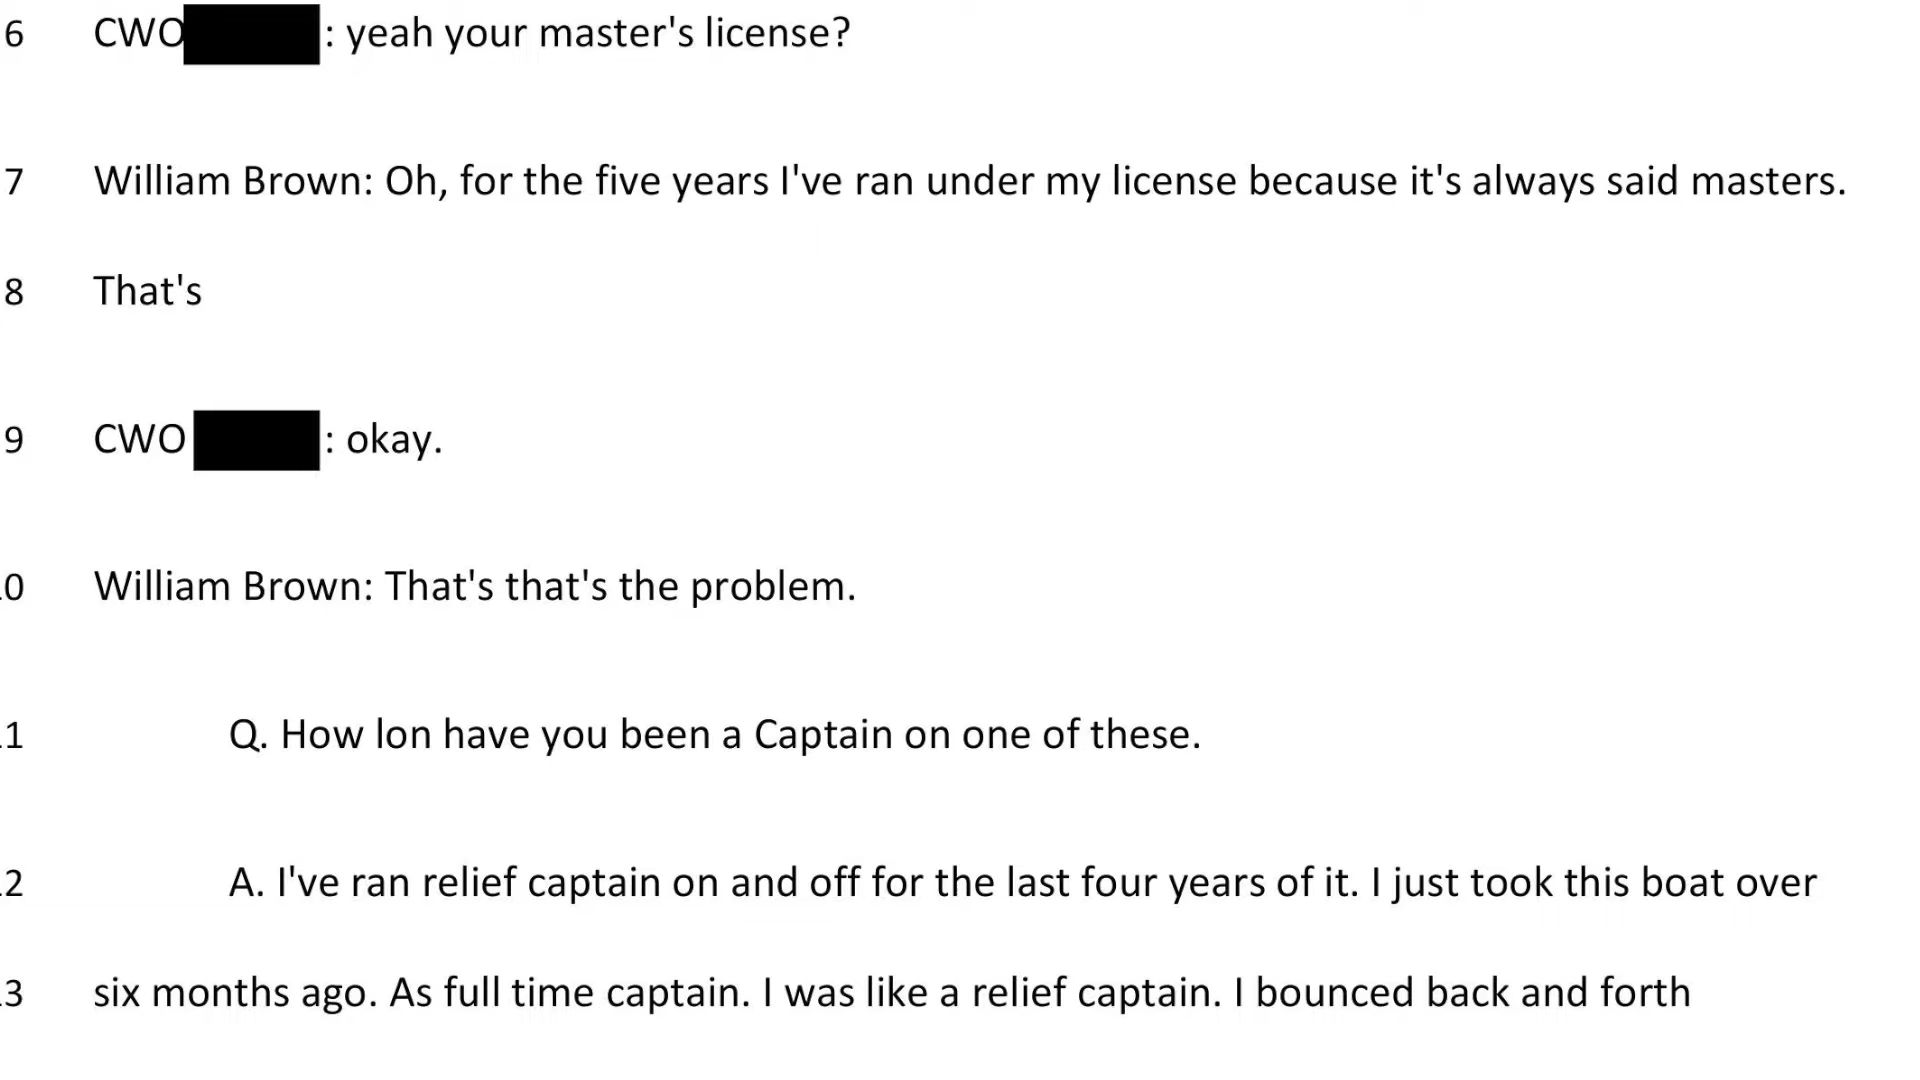 6 CWO : yeah your master's license?
7 William Brown: Oh, for the five years I've ran under my license because it's always said masters.
8 That's
9 CWO : okay.
.0 William Brown: That's that's the problem.
.1 Q. How lon have you been a Captain on one of these.
.2 A. I've ran relief captain on and off for the last four years of it. I just took this boat over
.3 six months ago. As full time captain. I was like a relief captain. I bounced back and forth